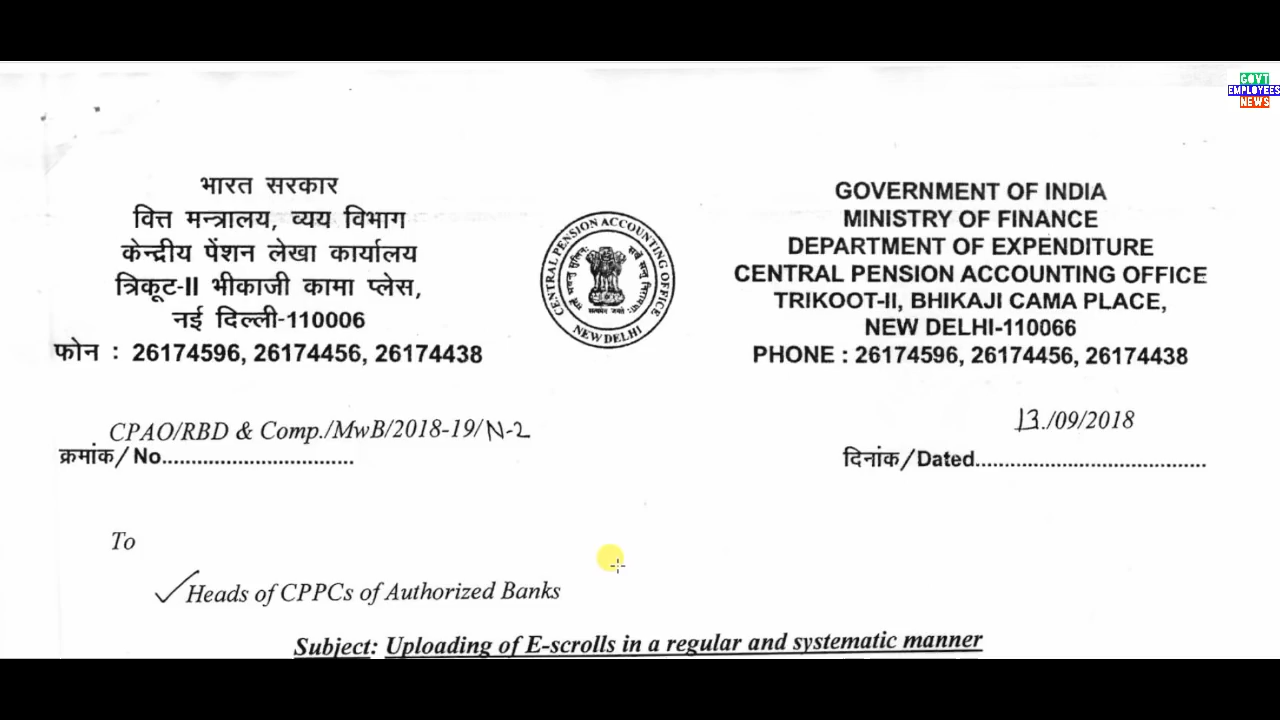 GOVT
EMPLOYEES
NEWS
भारत सरकार
वित्त मन्त्रालय, व्यय विभाग
केन्द्रीय पेंशन लेखा कार्यालय
त्रिकूट-II भीकाजी कामा प्लेस,
नई दिल्ली-110006
फोन : 26174596, 26174456, 26174438
CENTRAL PENSION ACCOUNTING OFFICE
सत्यमेव जयते
NEW DELHI
GOVERNMENT OF INDIA
MINISTRY OF FINANCE
DEPARTMENT OF EXPENDITURE
CENTRAL PENSION ACCOUNTING OFFICE
TRIKOOT-II, BHIKAJI CAMA PLACE,
NEW DELHI-110066
PHONE : 26174596, 26174456, 26174438
CPAO/RBD & Comp./MwB/2018-19/N-2
क्रमांक/No.................................
13./09/2018
दिनांक/Dated........................................
To
Heads of CPPCs of Authorized Banks
Subject: Uploading of E-scrolls in a regular and systematic manner